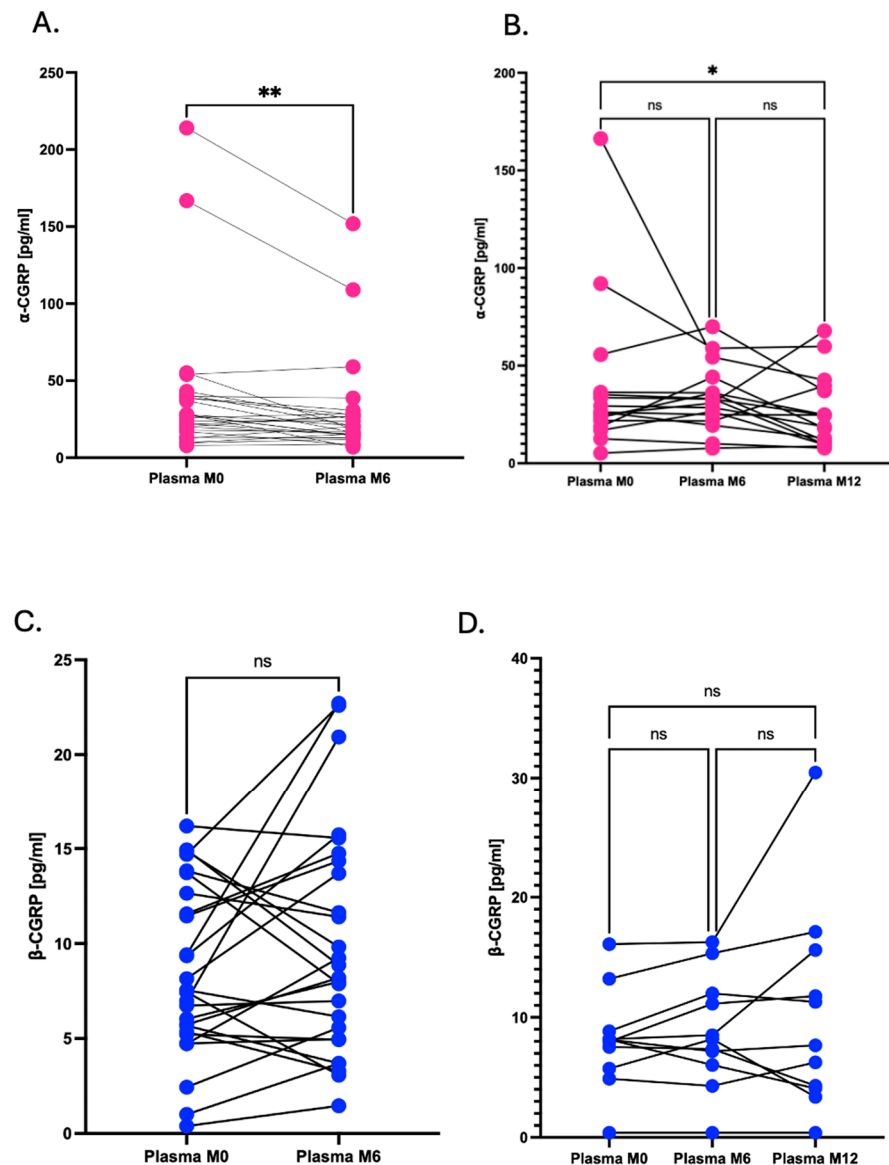 A.
250
200
150
100
50
0
α-CGRP [pg/ml]
**
Plasma M0
Plasma M6
B.
200
150
100
50
0
α-CGRP [pg/ml]
*
ns
ns
Plasma M0
Plasma M6
Plasma M12
C.
25
20
15
10
5
0
β-CGRP [pg/ml]
ns
Plasma M0
Plasma M6
D.
40
30
20
10
0
β-CGRP [pg/ml]
ns
ns
ns
Plasma M0
Plasma M6
Plasma M12